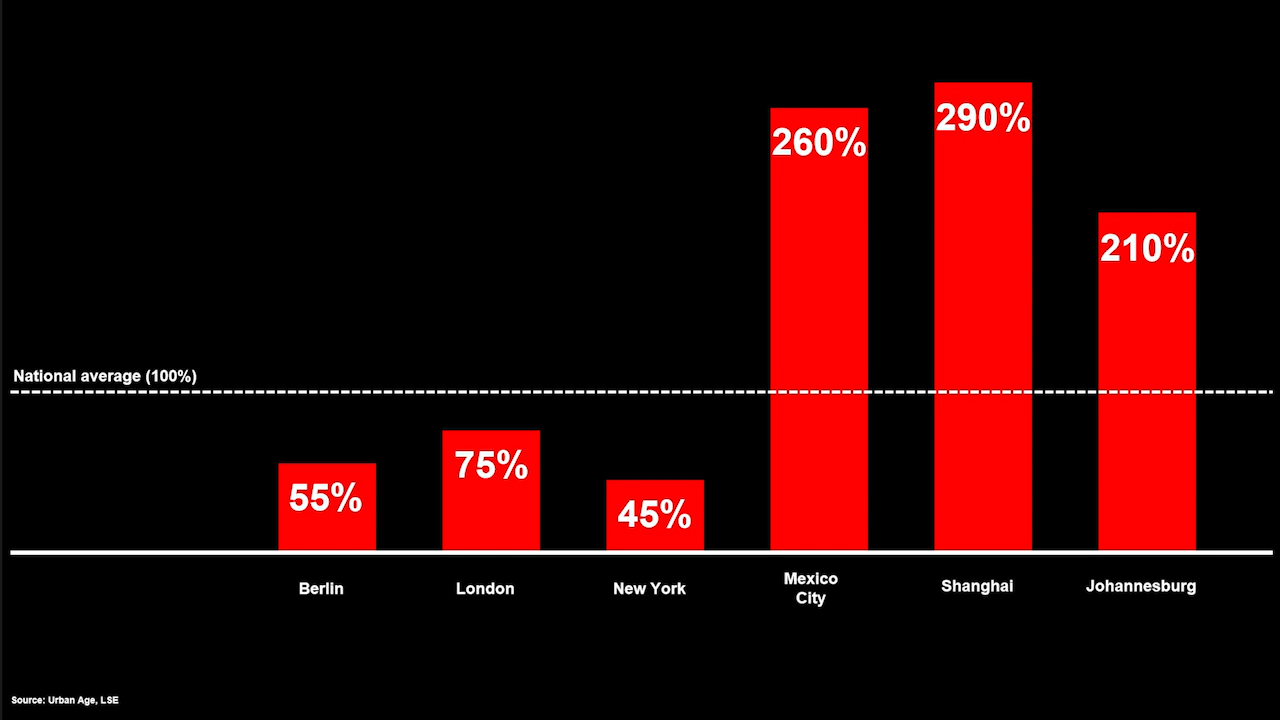 290%
260%
210%
National average (100%)
75%
55%
45%
Berlin
London
New York
Mexico
City
Shanghai
Johannesburg
Source: Urban Age, LSE